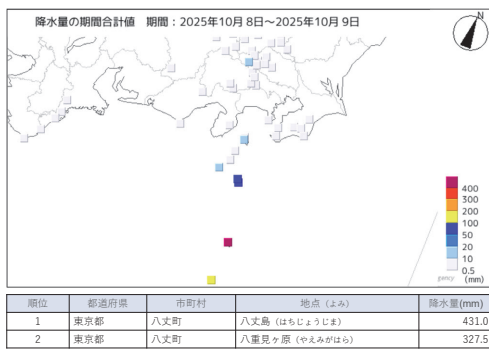 降水量の期間合計値　期間：2025年10月 8日～2025年10月 9日
N
400
300
200
100
50
20
10
0.5
gency (mm)
順位 都道府県 市町村 地点（よみ） 降水量(mm)
1 東京都 八丈町 八丈島（はちじょうじま） 431.0
2 東京都 八丈町 八重見ヶ原（やえみがはら） 327.5